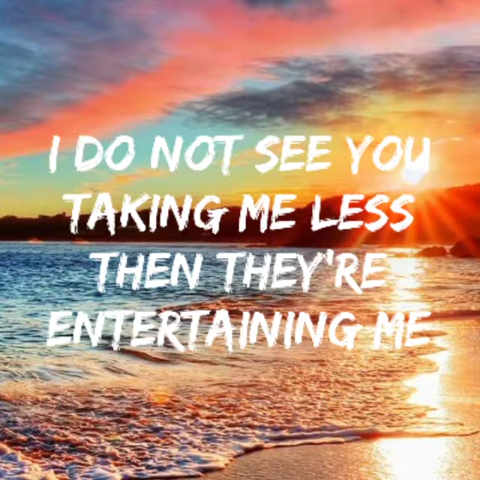 I DO NOT SEE YOU
TAKING ME LESS
THEN THEY'RE
ENTERTAINING ME